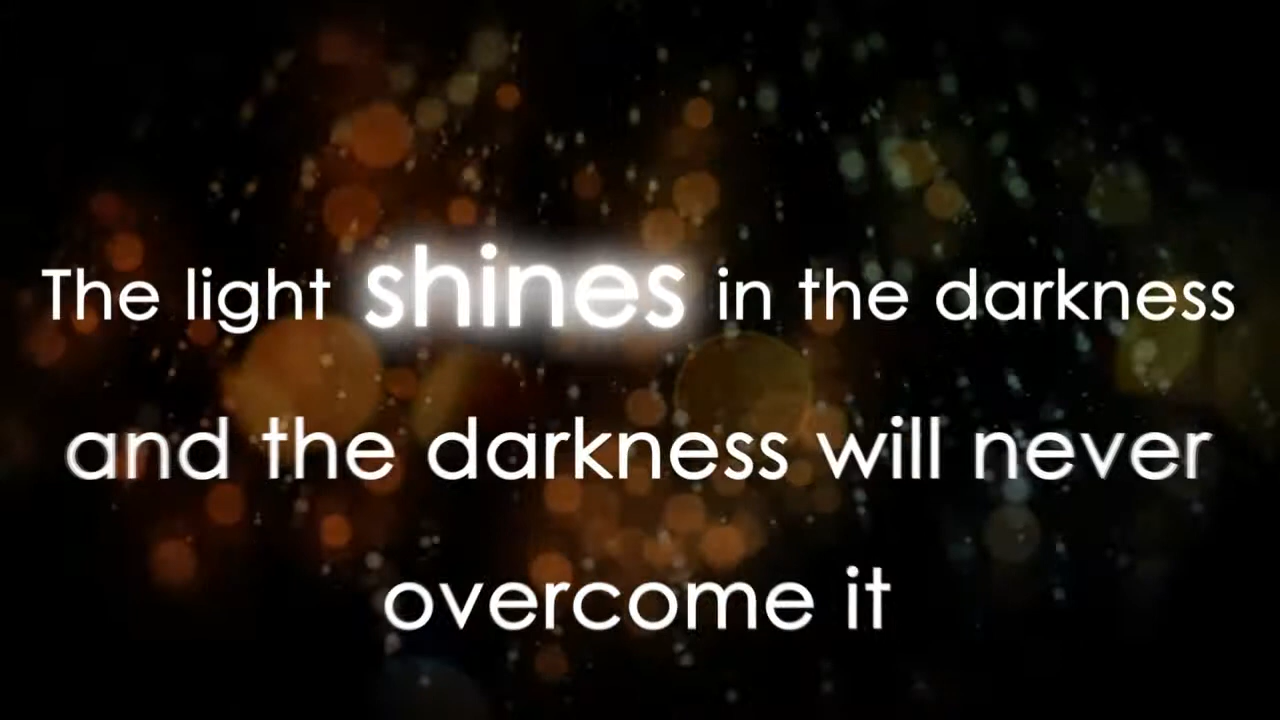 The light shines in the darkness
and the darkness will never
overcome it